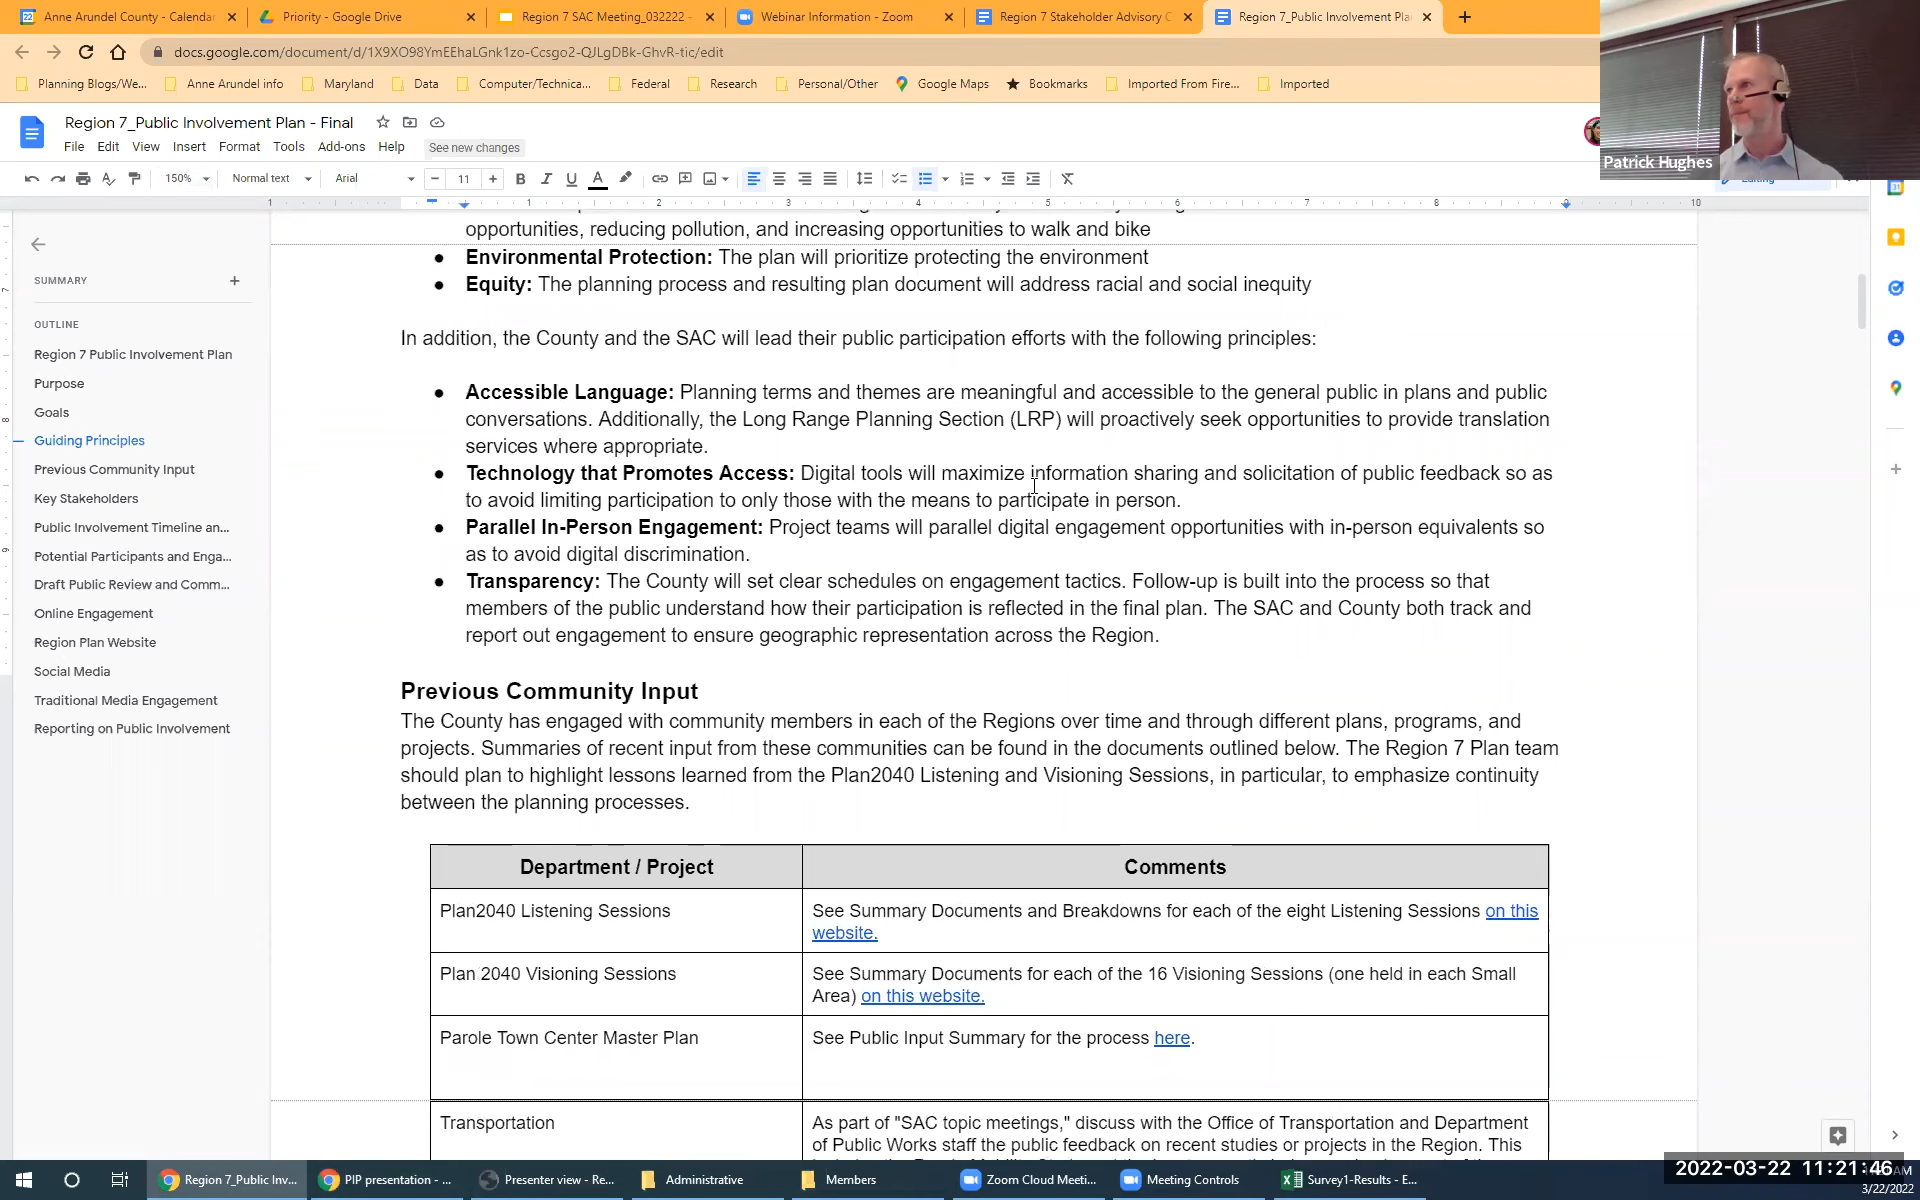 Anne Arundel County - Calenda
Priority - Google Drive
Region 7 SAC Meeting_032222 -
Webinar Information - Zoom
Region 7 Stakeholder Advisory C
Region 7_Public Involvement Pla
docs.google.com/document/d/1X9XO98YmEEhaLGnk1zo-Ccsgo2-QJLgDBk-GhvR-tic/edit
Planning Blogs/We...
Anne Arundel info
Maryland
Data
Computer/Technica...
Federal
Research
Personal/Other
Google Maps
Bookmarks
Imported From Fire...
Imported
Region 7_Public Involvement Plan - Final
File Edit View Insert Format Tools Add-ons Help See new changes
Patrick Hughes
150% Normal text Arial 11
1 1 2 3 4 5 6 7 8 9 10
SUMMARY
OUTLINE
Region 7 Public Involvement Plan
Purpose
Goals
Guiding Principles
Previous Community Input
Key Stakeholders
Public Involvement Timeline an...
Potential Participants and Enga...
Draft Public Review and Comm...
Online Engagement
Region Plan Website
Social Media
Traditional Media Engagement
Reporting on Public Involvement
opportunities, reducing pollution, and increasing opportunities to walk and bike
● Environmental Protection: The plan will prioritize protecting the environment
● Equity: The planning process and resulting plan document will address racial and social inequity
In addition, the County and the SAC will lead their public participation efforts with the following principles:
● Accessible Language: Planning terms and themes are meaningful and accessible to the general public in plans and public
conversations. Additionally, the Long Range Planning Section (LRP) will proactively seek opportunities to provide translation
services where appropriate.
● Technology that Promotes Access: Digital tools will maximize information sharing and solicitation of public feedback so as
to avoid limiting participation to only those with the means to participate in person.
● Parallel In-Person Engagement: Project teams will parallel digital engagement opportunities with in-person equivalents so
as to avoid digital discrimination.
● Transparency: The County will set clear schedules on engagement tactics. Follow-up is built into the process so that
members of the public understand how their participation is reflected in the final plan. The SAC and County both track and
report out engagement to ensure geographic representation across the Region.
Previous Community Input
The County has engaged with community members in each of the Regions over time and through different plans, programs, and
projects. Summaries of recent input from these communities can be found in the documents outlined below. The Region 7 Plan team
should plan to highlight lessons learned from the Plan2040 Listening and Visioning Sessions, in particular, to emphasize continuity
between the planning processes.
Department / Project
Comments
Plan2040 Listening Sessions
See Summary Documents and Breakdowns for each of the eight Listening Sessions on this
website.
Plan 2040 Visioning Sessions
See Summary Documents for each of the 16 Visioning Sessions (one held in each Small
Area) on this website.
Parole Town Center Master Plan
See Public Input Summary for the process here.
Transportation
As part of "SAC topic meetings," discuss with the Office of Transportation and Department
of Public Works staff the public feedback on recent studies or projects in the Region. This
Region 7_Public Inv...
PIP presentation - ...
Presenter view - Re...
Administrative
Members
Zoom Cloud Meeti...
Meeting Controls
Survey1-Results - E...
2022-03-22 11:21:46
3/22/2022